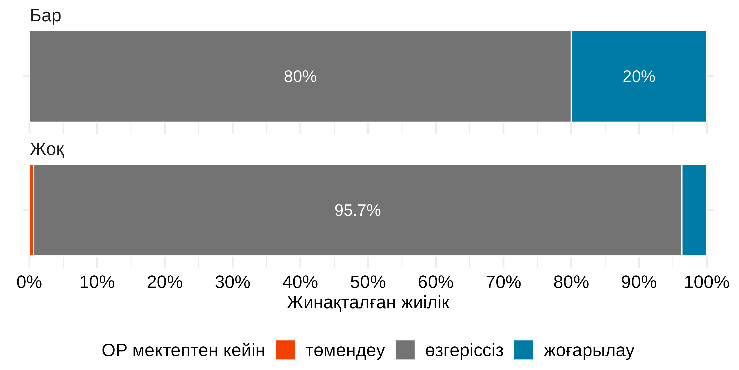 Бар
80%
20%
Жоқ
95.7%
0%
10%
20%
30%
40%
50%
60%
70%
80%
90%
100%
Жинақталған жиілік
ОР мектептен кейін
төмендеу
өзгеріссіз
жоғарылау